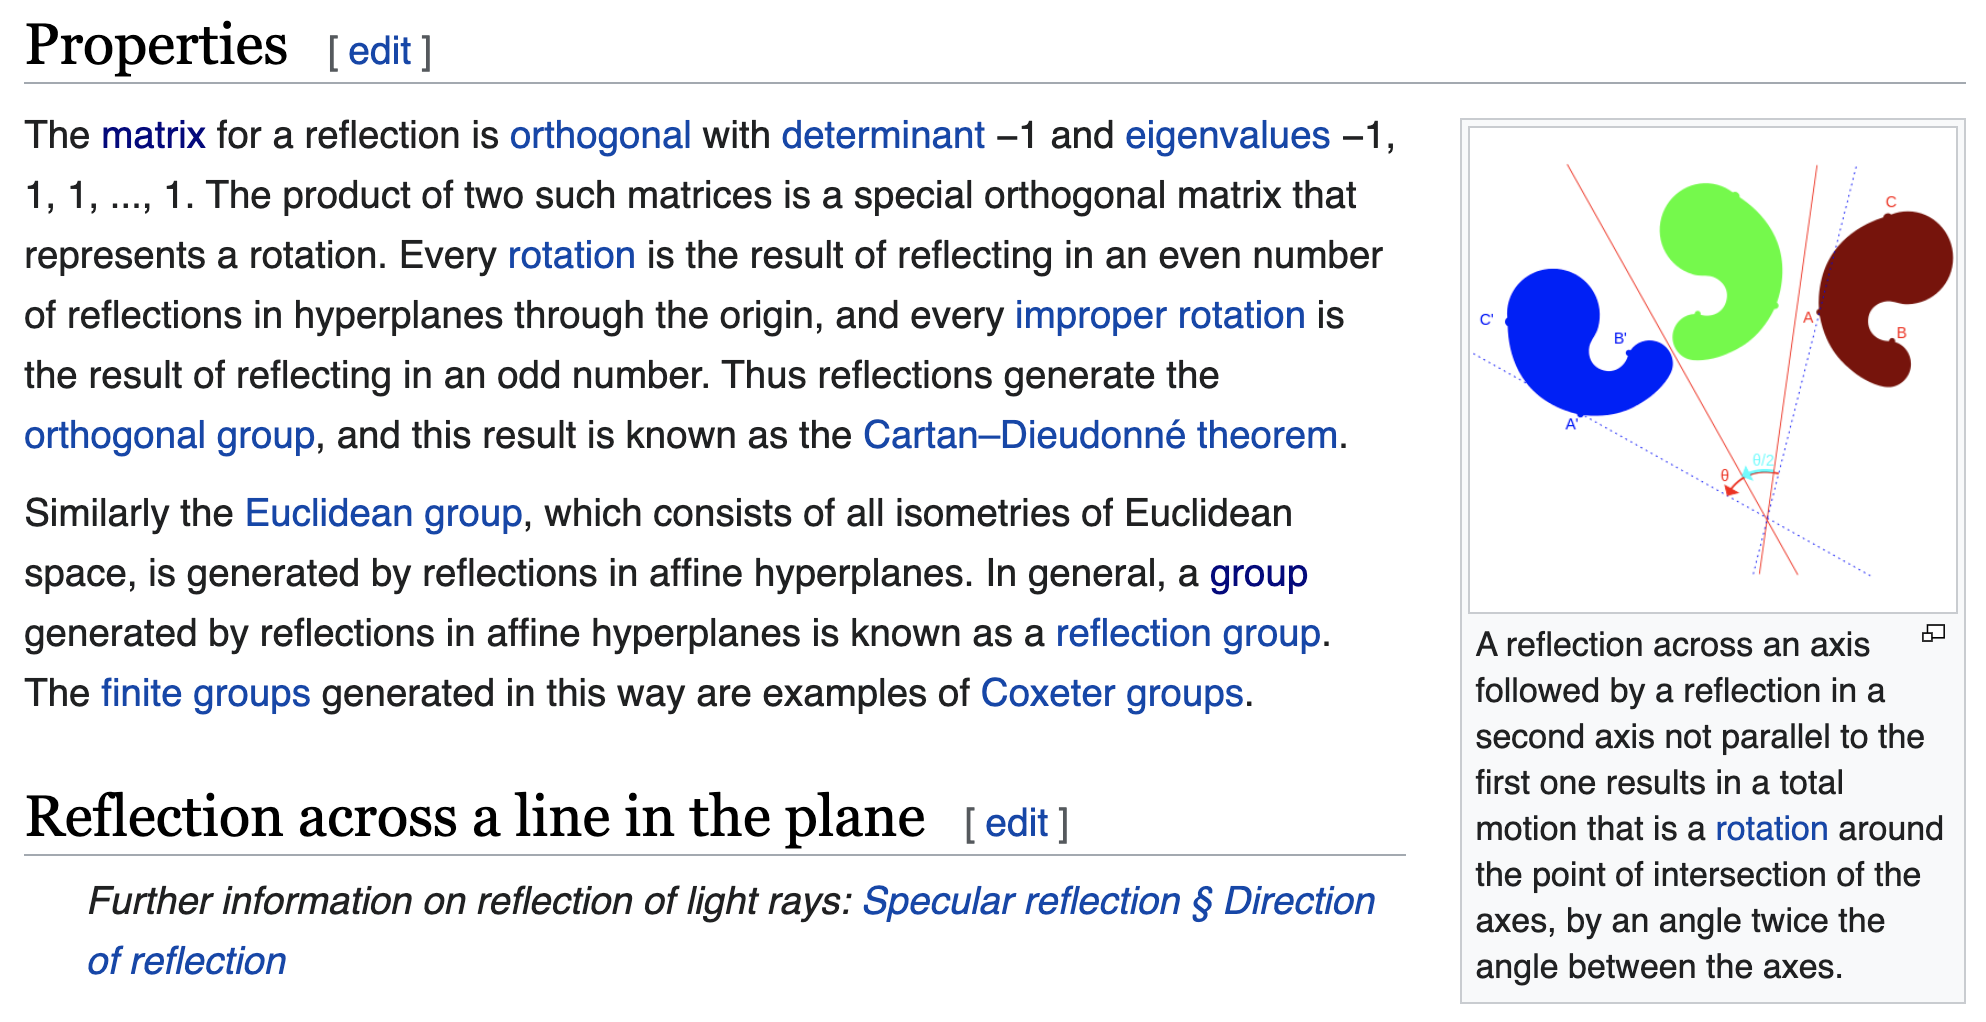 Properties [ edit ]
The matrix for a reflection is orthogonal with determinant −1 and eigenvalues −1,
1, 1, ..., 1. The product of two such matrices is a special orthogonal matrix that
represents a rotation. Every rotation is the result of reflecting in an even number
of reflections in hyperplanes through the origin, and every improper rotation is
the result of reflecting in an odd number. Thus reflections generate the
orthogonal group, and this result is known as the Cartan–Dieudonné theorem.
Similarly the Euclidean group, which consists of all isometries of Euclidean
space, is generated by reflections in affine hyperplanes. In general, a group
generated by reflections in affine hyperplanes is known as a reflection group.
The finite groups generated in this way are examples of Coxeter groups.
Reflection across a line in the plane [ edit ]
Further information on reflection of light rays: Specular reflection § Direction
of reflection
C
C'
A
B
B'
A'
θ/2
θ
A reflection across an axis
followed by a reflection in a
second axis not parallel to the
first one results in a total
motion that is a rotation around
the point of intersection of the
axes, by an angle twice the
angle between the axes.